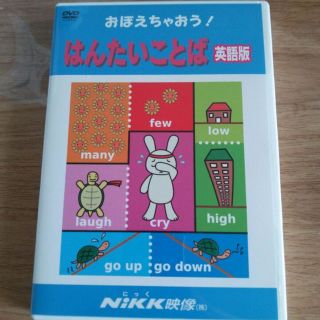 DVD
おぼえちゃおう!
はんたいことば 英語版
few
low
many
laugh
cry
high
go up
go down
にっく
NiKK映像(株)